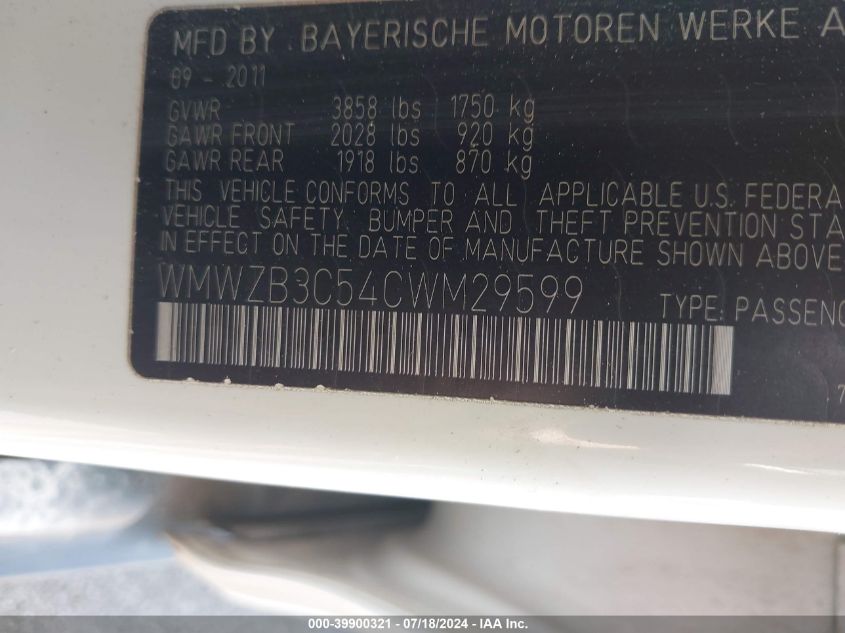 MFD BY BAYERISCHE MOTOREN WERKE A
09 - 2011
GVWR 3858 lbs 1750 kg
GAWR FRONT 2028 lbs 920 kg
GAWR REAR 1918 lbs 870 kg
THIS VEHICLE CONFORMS TO ALL APPLICABLE U.S. FEDERA
VEHICLE SAFETY, BUMPER AND THEFT PREVENTION STA
IN EFFECT ON THE DATE OF MANUFACTURE SHOWN ABOVE
WMWZB3C54CWM29599 TYPE: PASSENG
7
000-39900321 - 07/18/2024 - IAAI Inc.